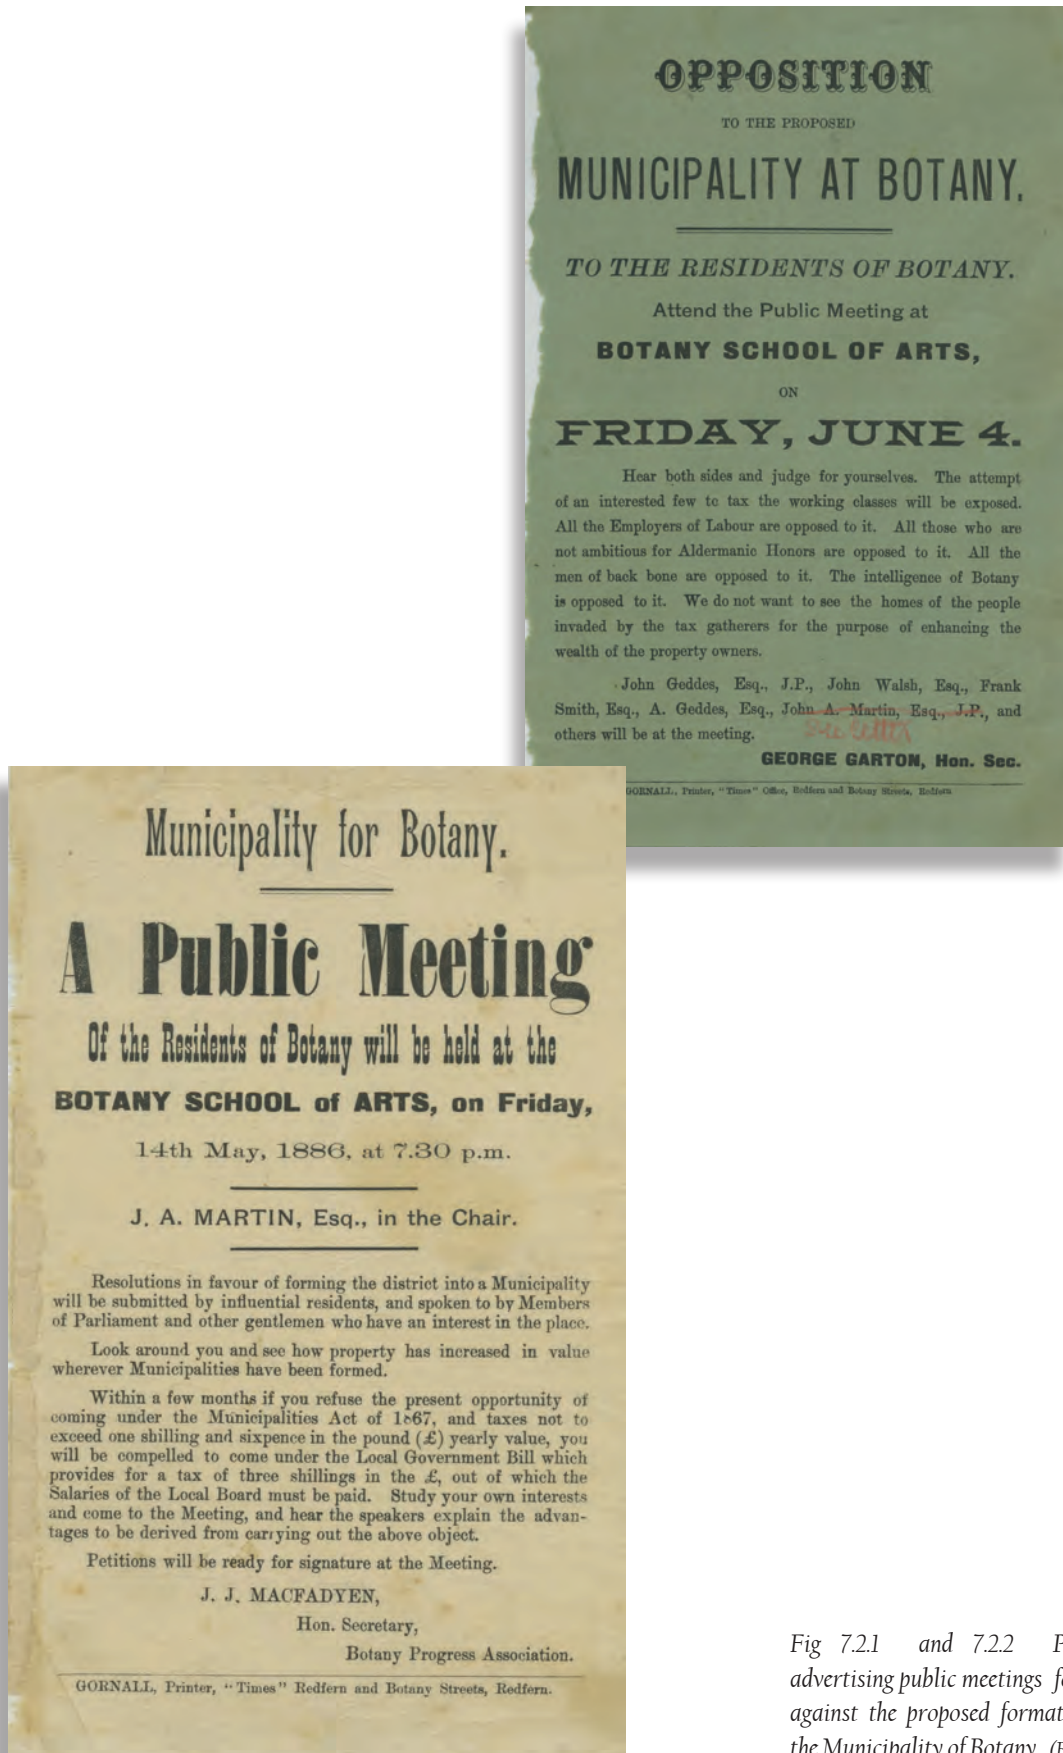 OPPOSITION
TO THE PROPOSED
MUNICIPALITY AT BOTANY.
TO THE RESIDENTS OF BOTANY.
Attend the Public Meeting at
BOTANY SCHOOL OF ARTS,
ON
FRIDAY, JUNE 4.
Hear both sides and judge for yourselves. The attempt
of an interested few to tax the working classes will be exposed.
All the Employers of Labour are opposed to it. All those who are
not ambitious for Aldermanic Honors are opposed to it. All the
men of back bone are opposed to it. The intelligence of Botany
is opposed to it. We do not want to see the homes of the people
invaded by the tax gatherers for the purpose of enhancing the
wealth of the property owners.
John Geddes, Esq., J.P., John Walsh, Esq., Frank
Smith, Esq., A. Geddes, Esq., John A. Martin, Esq., J.P., and
others will be at the meeting.
GEORGE GARTON, Hon. Sec.
GORNALL, Printer, "Times" Office, Redfern and Botany Streets, Redfern
Municipality for Botany.
A Public Meeting
Of the Residents of Botany will be held at the
BOTANY SCHOOL of ARTS, on Friday,
14th May, 1886, at 7.30 p.m.
J. A. MARTIN, Esq., in the Chair.
Resolutions in favour of forming the district into a Municipality
will be submitted by influential residents, and spoken to by Members
of Parliament and other gentlemen who have an interest in the place.
Look around you and see how property has increased in value
wherever Municipalities have been formed.
Within a few months if you refuse the present opportunity of
coming under the Municipalities Act of 1867, and taxes not to
exceed one shilling and sixpence in the pound (£) yearly value, you
will be compelled to come under the Local Government Bill which
provides for a tax of three shillings in the £, out of which the
Salaries of the Local Board must be paid. Study your own interests
and come to the Meeting, and hear the speakers explain the advan-
tages to be derived from carrying out the above object.
Petitions will be ready for signature at the Meeting.
J. J. MACFADYEN,
Hon. Secretary,
Botany Progress Association.
GORNALL, Printer, "Times" Redfern and Botany Streets, Redfern.
Fig 7.2.1 and 7.2.2
advertising public meetings
against the proposed
the Municipality of Botany.